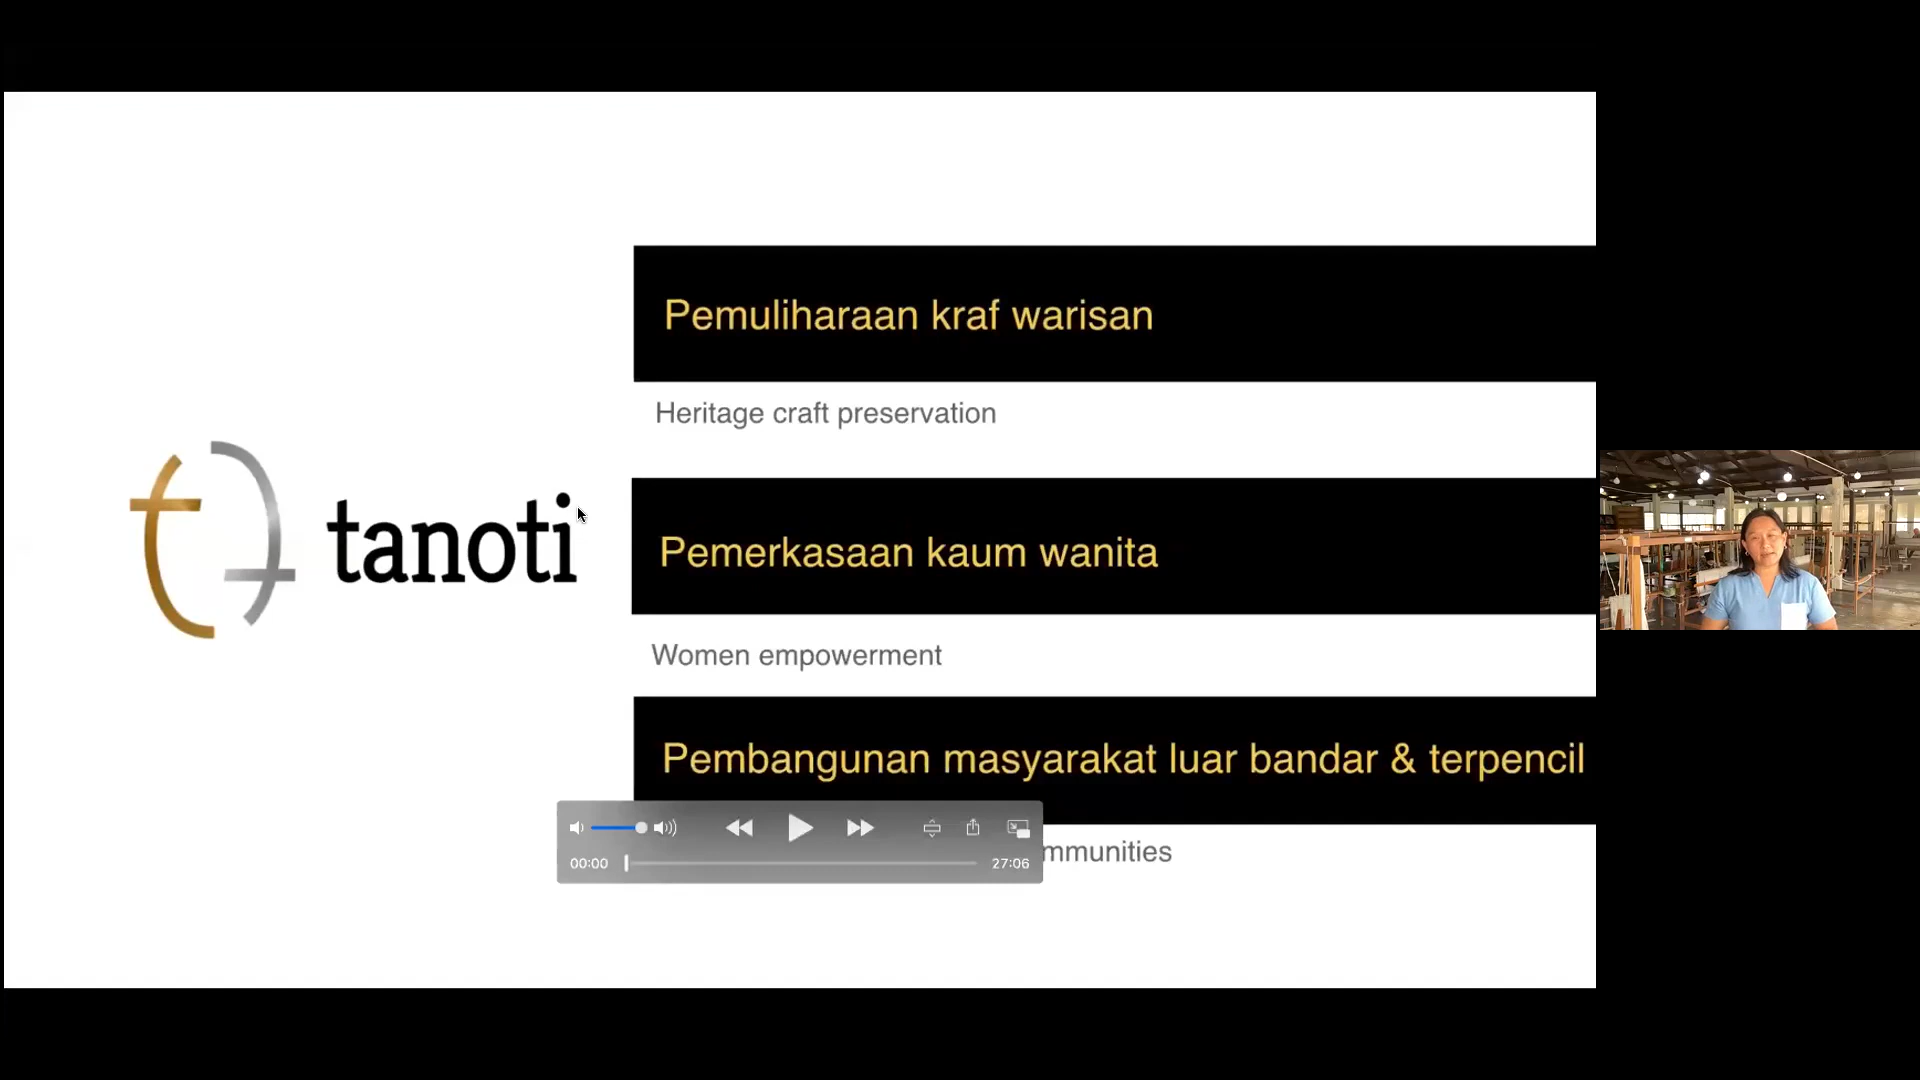 tanoti
Pemuliharaan kraf warisan
Heritage craft preservation
Pemerkasaan kaum wanita
Women empowerment
Pembangunan masyarakat luar bandar & terpencil
00:00
27:06